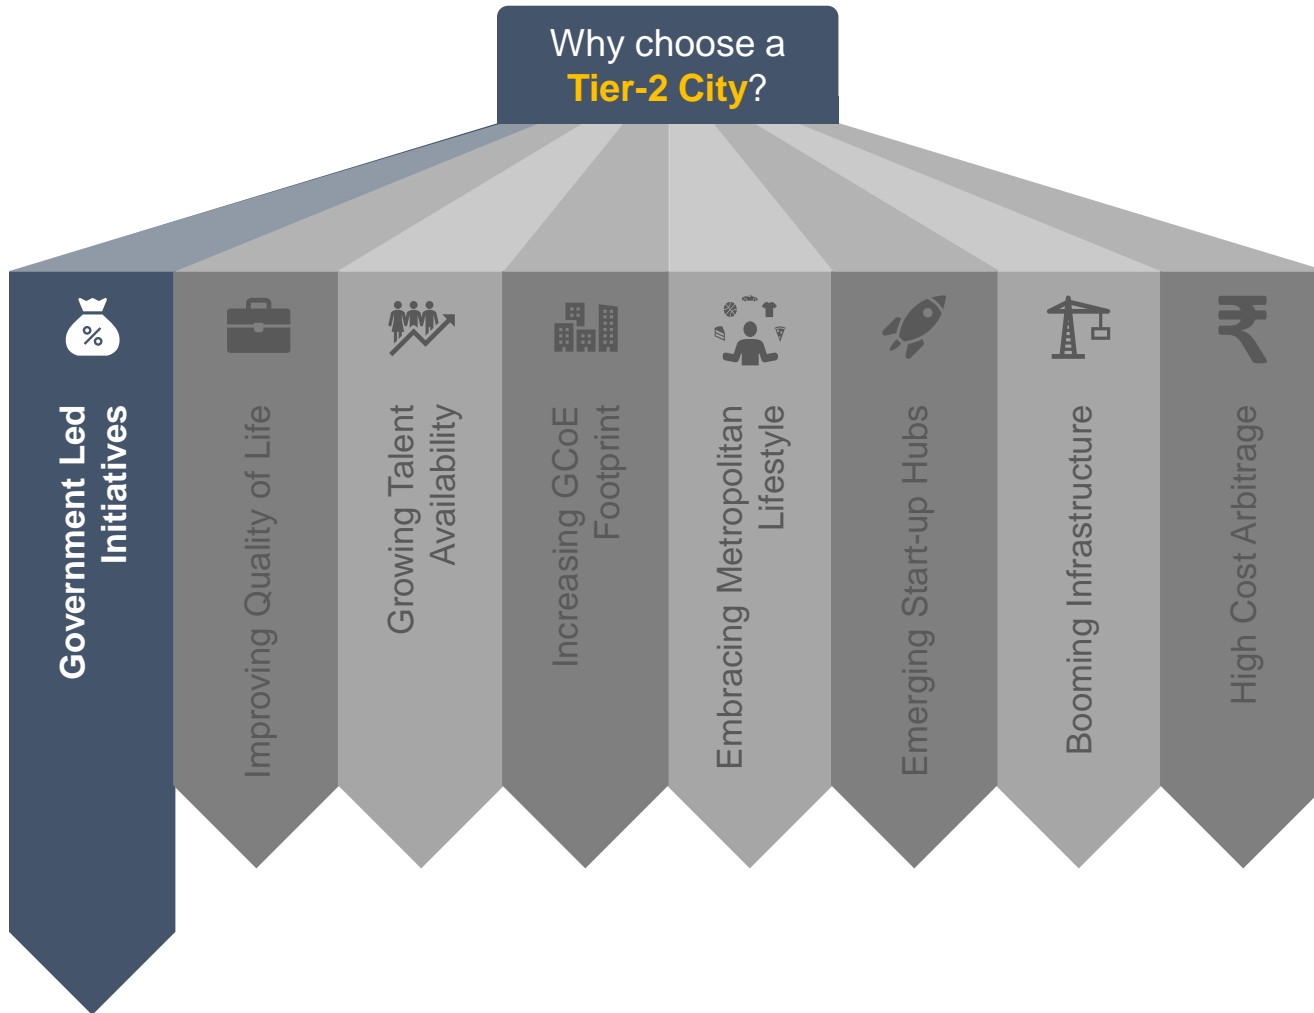 Why choose a
Tier-2 City?
%
Government Led
Initiatives
Improving Quality of Life
Growing Talent
Availability
Increasing GCoE
Footprint
Embracing Metropolitan
Lifestyle
Emerging Start-up Hubs
Booming Infrastructure
₹
High Cost Arbitrage